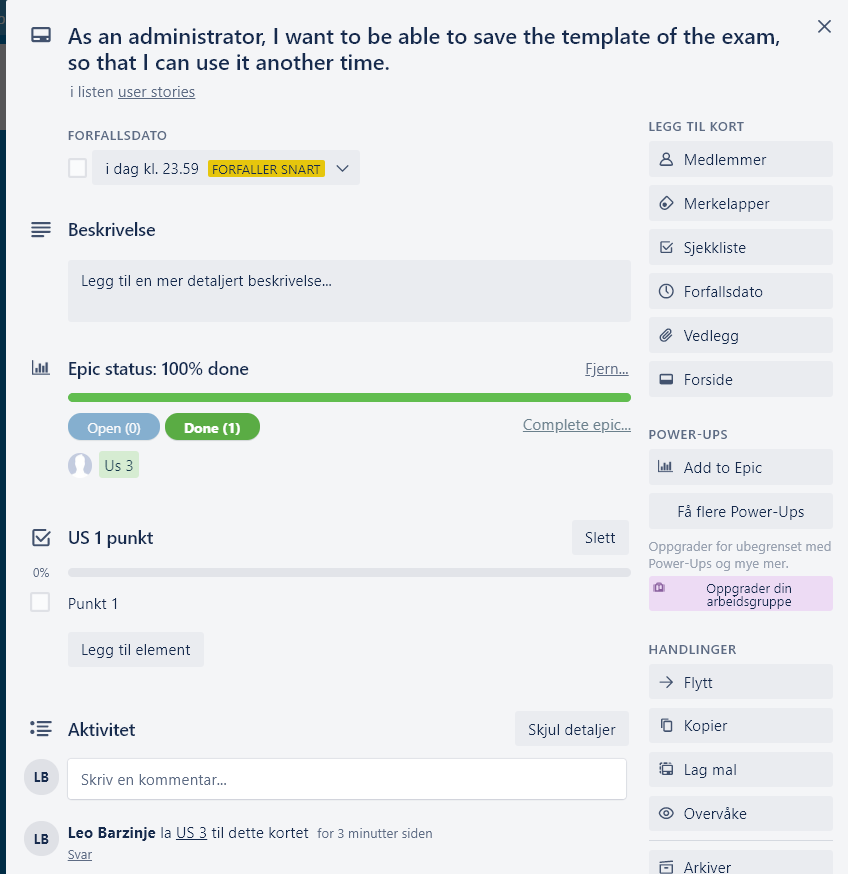 As an administrator, I want to be able to save the template of the exam,
so that I can use it another time.
i listen user stories
FORFALLSDATO
i dag kl. 23.59 FORFALLER SNART
Beskrivelse
Legg til en mer detaljert beskrivelse...
Epic status: 100% done
Fjern...
Open (0)
Done (1)
Complete epic...
Us 3
US 1 punkt
Slett
0%
Punkt 1
Legg til element
Aktivitet
Skjul detaljer
LB
Skriv en kommentar...
LB
Leo Barzinje la US 3 til dette kortet for 3 minutter siden
Svar
LEGG TIL KORT
Medlemmer
Merkelapper
Sjekkliste
Forfallsdato
Vedlegg
Forside
POWER-UPS
Add to Epic
Få flere Power-Ups
Oppgrader for ubegrenset med
Power-Ups og mye mer.
Oppgrader din
arbeidsgruppe
HANDLINGER
Flytt
Kopier
Lag mal
Overvåke
Arkiver